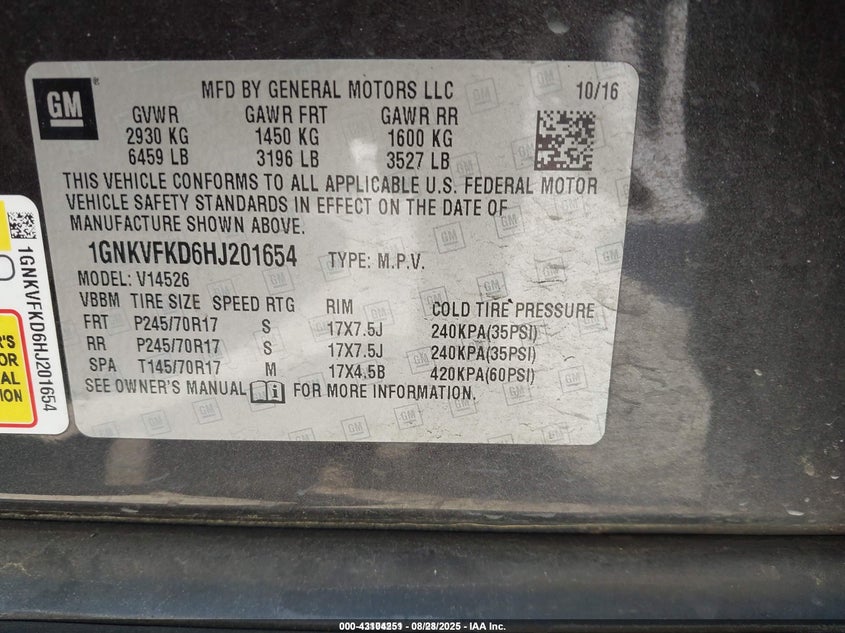 GM
MFD BY GENERAL MOTORS LLC 10/16
GVWR GAWR FRT GAWR RR
2930 KG 1450 KG 1600 KG
6459 LB 3196 LB 3527 LB
THIS VEHICLE CONFORMS TO ALL APPLICABLE U.S. FEDERAL MOTOR
VEHICLE SAFETY STANDARDS IN EFFECT ON THE DATE OF
MANUFACTURE SHOWN ABOVE.
1GNKVFKD6HJ201654 TYPE: M.P.V.
MODEL: V14526
VBBM TIRE SIZE SPEED RTG RIM COLD TIRE PRESSURE
FRT P245/70R17 S 17X7.5J 240KPA(35PSI)
RR P245/70R17 S 17X7.5J 240KPA(35PSI)
SPA T145/70R17 M 17X4.5B 420KPA(60PSI)
SEE OWNER'S MANUAL FOR MORE INFORMATION.
1GNKVFKD6HJ201654
'S
OR
AL
ION
08/28/2025 - IAA Inc.